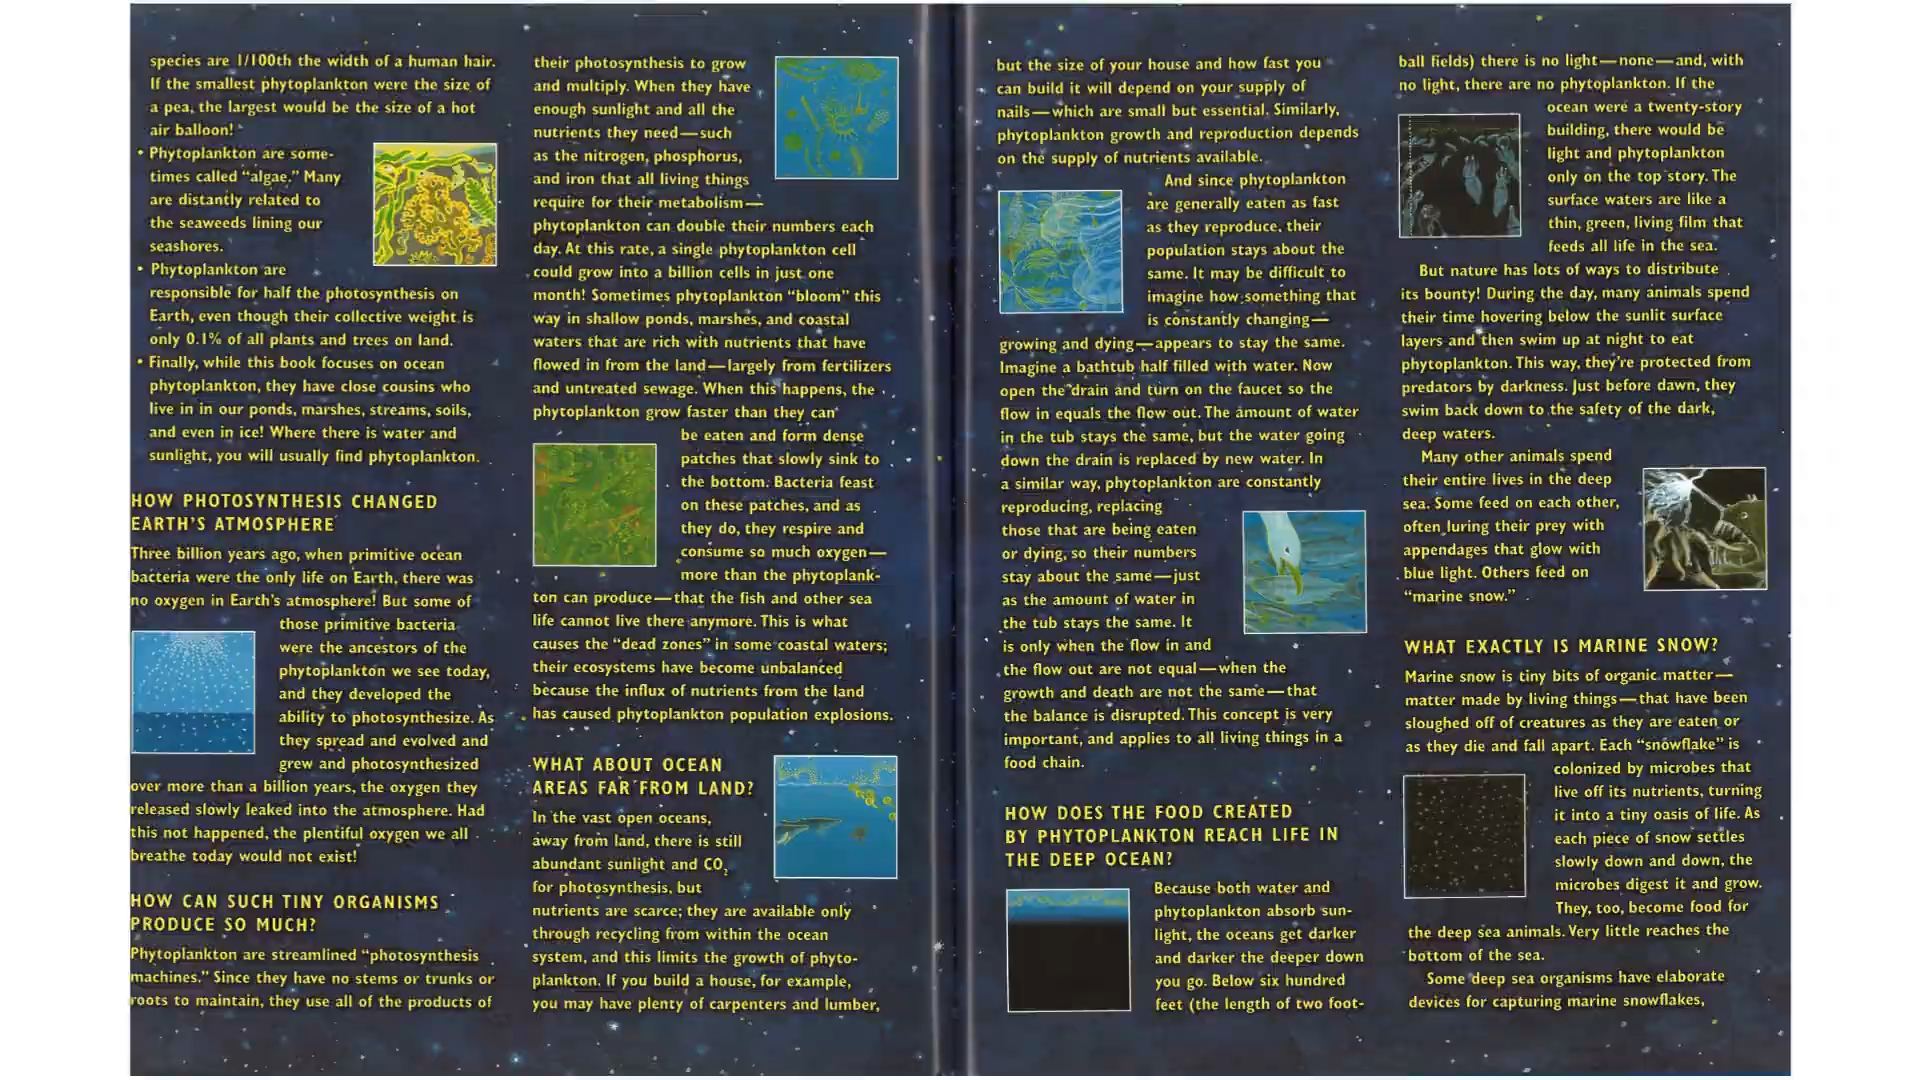 species are 1/100th the width of a human hair.
If the smallest phytoplankton were the size of
a pea, the largest would be the size of a hot
air balloon!
• Phytoplankton are some-
times called “algae.” Many
are distantly related to
the seaweeds lining our
seashores.
• Phytoplankton are
responsible for half the photosynthesis on
Earth, even though their collective weight is
only 0.1% of all plants and trees on land.
• Finally, while this book focuses on ocean
phytoplankton, they have close cousins who
live in in our ponds, marshes, streams, soils,
and even in ice! Where there is water and
sunlight, you will usually find phytoplankton.
HOW PHOTOSYNTHESIS CHANGED
EARTH’S ATMOSPHERE
Three billion years ago, when primitive ocean
bacteria were the only life on Earth, there was
no oxygen in Earth’s atmosphere! But some of
those primitive bacteria
were the ancestors of the
phytoplankton we see today,
and they developed the
ability to photosynthesize. As
they spread and evolved and
grew and photosynthesized
over more than a billion years, the oxygen they
released slowly leaked into the atmosphere. Had
this not happened, the plentiful oxygen we all
breathe today would not exist!
HOW CAN SUCH TINY ORGANISMS
PRODUCE SO MUCH?
Phytoplankton are streamlined “photosynthesis
machines.” Since they have no stems or trunks or
roots to maintain, they use all of the products of
their photosynthesis to grow
and multiply. When they have
enough sunlight and all the
nutrients they need—such
as the nitrogen, phosphorus,
and iron that all living things
require for their metabolism—
phytoplankton can double their numbers each
day. At this rate, a single phytoplankton cell
could grow into a billion cells in just one
month! Sometimes phytoplankton “bloom” this
way in shallow ponds, marshes, and coastal
waters that are rich with nutrients that have
flowed in from the land—largely from fertilizers
and untreated sewage. When this happens, the
phytoplankton grow faster than they can
be eaten and form dense
patches that slowly sink to
the bottom. Bacteria feast
on these patches, and as
they do, they respire and
consume so much oxygen—
more than the phytoplank-
ton can produce—that the fish and other sea
life cannot live there anymore. This is what
causes the “dead zones” in some coastal waters;
their ecosystems have become unbalanced
because the influx of nutrients from the land
has caused phytoplankton population explosions.
WHAT ABOUT OCEAN
AREAS FAR FROM LAND?
In the vast open oceans,
away from land, there is still
abundant sunlight and CO₂
for photosynthesis, but
nutrients are scarce; they are available only
through recycling from within the ocean
system, and this limits the growth of phyto-
plankton. If you build a house, for example,
you may have plenty of carpenters and lumber,
but the size of your house and how fast you
can build it will depend on your supply of
nails—which are small but essential. Similarly,
phytoplankton growth and reproduction depends
on the supply of nutrients available.
And since phytoplankton
are generally eaten as fast
as they reproduce, their
population stays about the
same. It may be difficult to
imagine how something that
is constantly changing—
growing and dying—appears to stay the same.
Imagine a bathtub half filled with water. Now
open the drain and turn on the faucet so the
flow in equals the flow out. The amount of water
in the tub stays the same, but the water going
down the drain is replaced by new water. In
a similar way, phytoplankton are constantly
reproducing, replacing
those that are being eaten
or dying, so their numbers
stay about the same—just
as the amount of water in
the tub stays the same. It
is only when the flow in and
the flow out are not equal—when the
growth and death are not the same—that
the balance is disrupted. This concept is very
important, and applies to all living things in a
food chain.
HOW DOES THE FOOD CREATED
BY PHYTOPLANKTON REACH LIFE IN
THE DEEP OCEAN?
Because both water and
phytoplankton absorb sun-
light, the oceans get darker
and darker the deeper down
you go. Below six hundred
feet (the length of two foot-
ball fields) there is no light—none—and, with
no light, there are no phytoplankton. If the
ocean were a twenty-story
building, there would be
light and phytoplankton
only on the top story. The
surface waters are like a
thin, green, living film that
feeds all life in the sea.
But nature has lots of ways to distribute
its bounty! During the day, many animals spend
their time hovering below the sunlit surface
layers and then swim up at night to eat
phytoplankton. This way, they’re protected from
predators by darkness. Just before dawn, they
swim back down to the safety of the dark,
deep waters.
Many other animals spend
their entire lives in the deep
sea. Some feed on each other,
often luring their prey with
appendages that glow with
blue light. Others feed on
“marine snow.”
WHAT EXACTLY IS MARINE SNOW?
Marine snow is tiny bits of organic matter—
matter made by living things—that have been
sloughed off of creatures as they are eaten or
as they die and fall apart. Each “snowflake” is
colonized by microbes that
live off its nutrients, turning
it into a tiny oasis of life. As
each piece of snow settles
slowly down and down, the
microbes digest it and grow.
They, too, become food for
the deep sea animals. Very little reaches the
bottom of the sea.
Some deep sea organisms have elaborate
devices for capturing marine snowflakes,